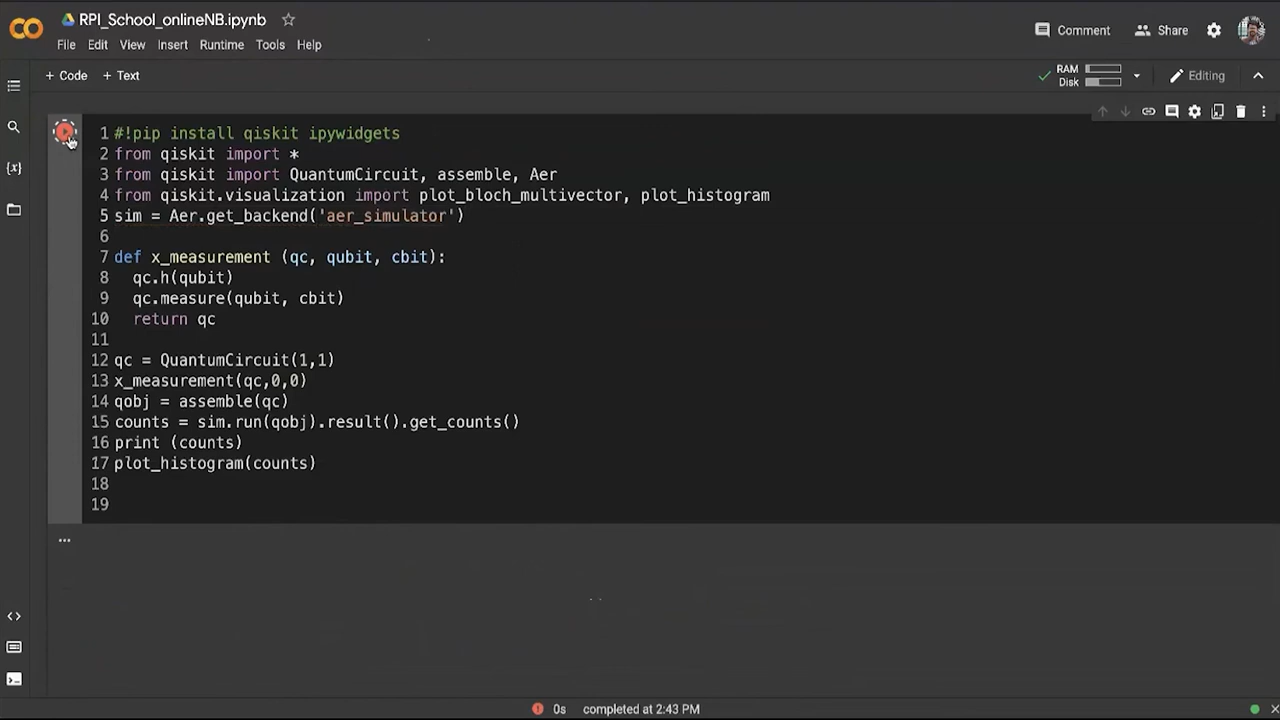 RPI_School_onlineNB.ipynb
File Edit View Insert Runtime Tools Help
Comment Share
+ Code + Text
RAM
Disk
Editing
1 #!pip install qiskit ipywidgets
2 from qiskit import *
3 from qiskit import QuantumCircuit, assemble, Aer
4 from qiskit.visualization import plot_bloch_multivector, plot_histogram
5 sim = Aer.get_backend('aer_simulator')
6
7 def x_measurement (qc, qubit, cbit):
8   qc.h(qubit)
9   qc.measure(qubit, cbit)
10   return qc
11
12 qc = QuantumCircuit(1,1)
13 x_measurement(qc,0,0)
14 qobj = assemble(qc)
15 counts = sim.run(qobj).result().get_counts()
16 print (counts)
17 plot_histogram(counts)
18
19
0s completed at 2:43 PM